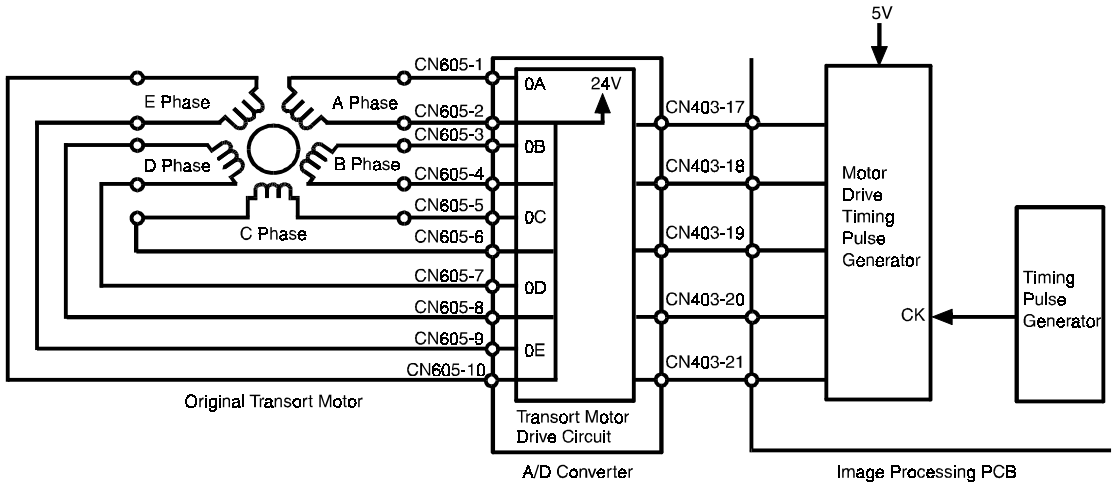 5V
CN605-1
E Phase
A Phase
CN605-2
CN605-3
D Phase
B Phase
CN605-4
CN605-5
C Phase
CN605-6
CN605-7
CN605-8
CN605-9
CN605-10
0A
24V
0B
0C
0D
0E
CN403-17
CN403-18
CN403-19
CN403-20
CN403-21
Motor
Drive
Timing
Pulse
Generator
CK
Timing
Pulse
Generator
Original Transort Motor
Transort Motor
Drive Circuit
A/D Converter
Image Processing PCB